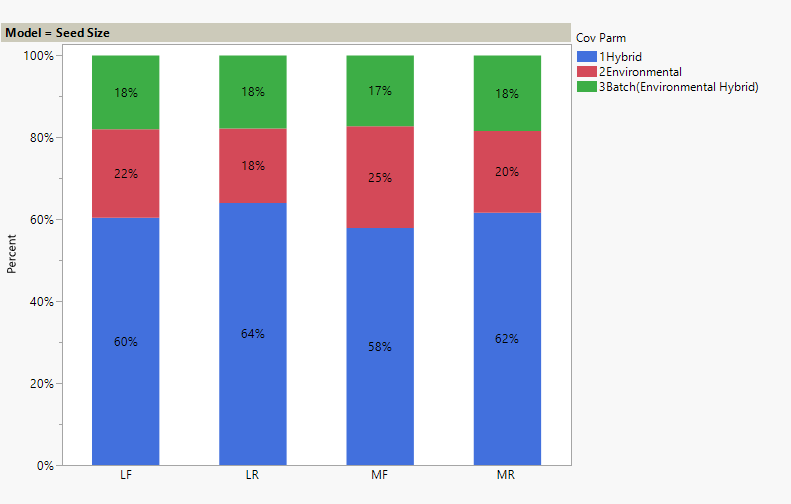 Model = Seed Size
Cov Parm
1Hybrid
2Environmental
3Batch(Environmental Hybrid)
Percent
100%
80%
60%
40%
20%
0%
18%
18%
17%
18%
22%
18%
25%
20%
60%
64%
58%
62%
LF
LR
MF
MR